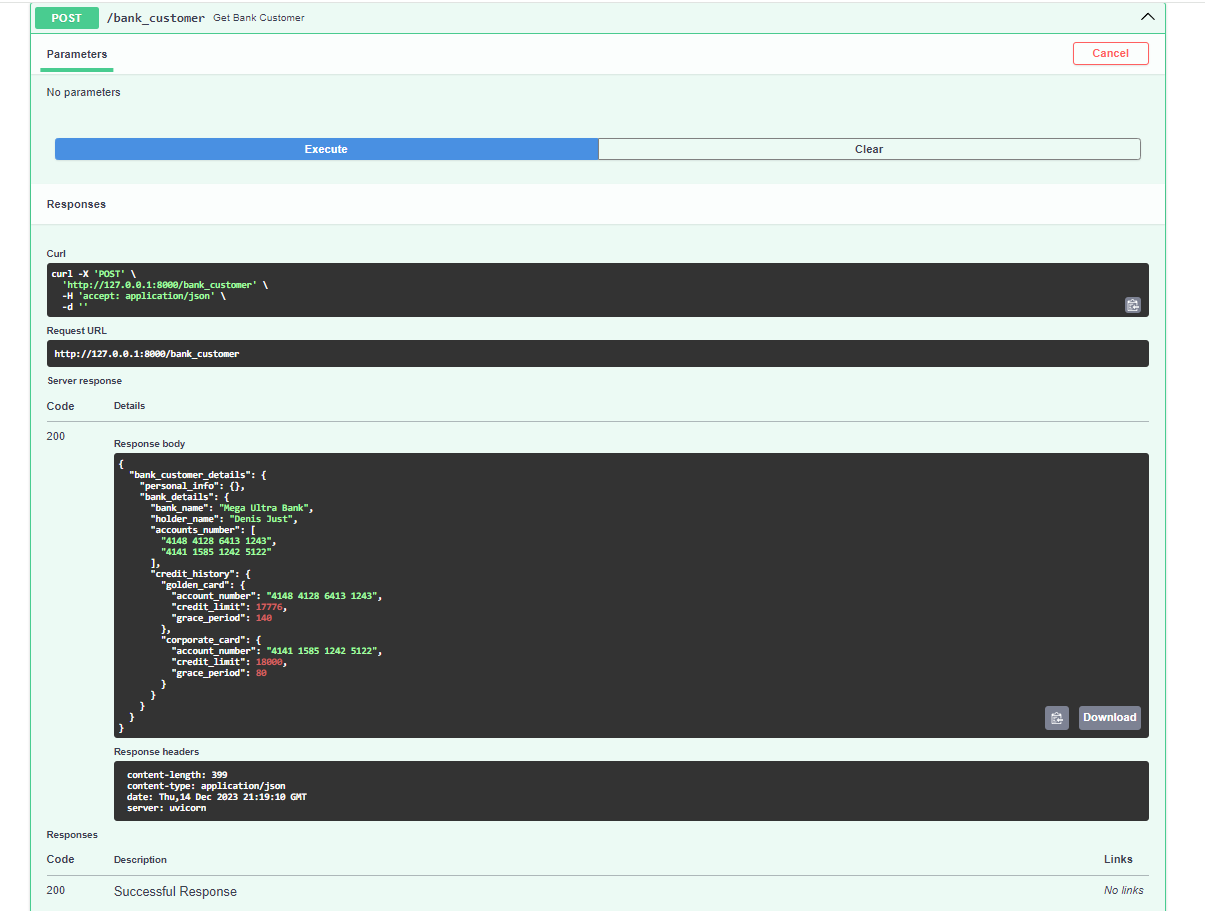 POST /bank_customer Get Bank Customer
Parameters
Cancel
No parameters
Execute
Clear
Responses
Curl
curl -X 'POST' \
  'http://127.0.0.1:8000/bank_customer' \
  -H 'accept: application/json' \
  -d ''
Request URL
http://127.0.0.1:8000/bank_customer
Server response
Code Details
200
Response body
{
  "bank_customer_details": {
    "personal_info": {},
    "bank_details": {
      "bank_name": "Mega Ultra Bank",
      "holder_name": "Denis Just",
      "accounts_number": [
        "4148 4128 6413 1243",
        "4141 1585 1242 5122"
      ],
      "credit_history": {
        "golden_card": {
          "account_number": "4148 4128 6413 1243",
          "credit_limit": 17776,
          "grace_period": 140
        },
        "corporate_card": {
          "account_number": "4141 1585 1242 5122",
          "credit_limit": 18000,
          "grace_period": 80
        }
      }
    }
  }
}
Download
Response headers
content-length: 399
content-type: application/json
date: Thu,14 Dec 2023 21:19:10 GMT
server: uvicorn
Responses
Code Description Links
200 Successful Response No links